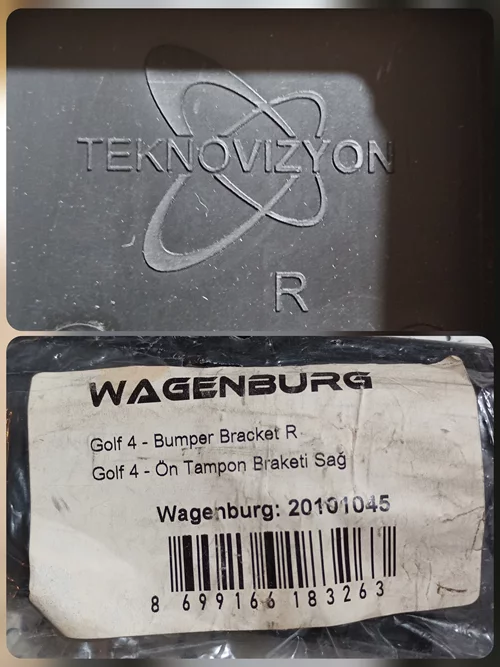 TEKNOVIZYON
R
WAGENBURG
Golf 4 - Bumper Bracket R
Golf 4 - Ön Tampon Braketi Sağ
Wagenburg: 20101045
8 699166 183263